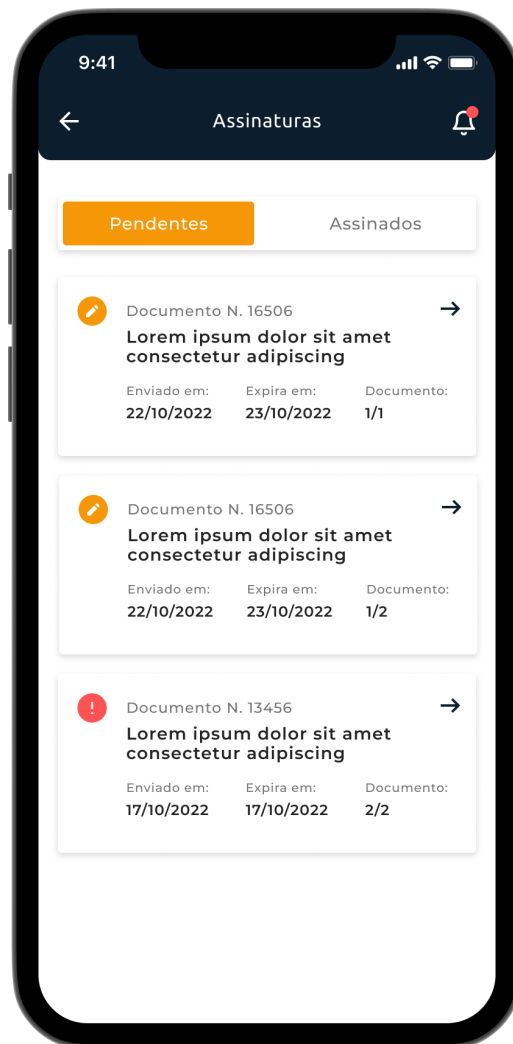 9:41
Assinaturas
Pendentes Assinados
Documento N. 16506
Lorem ipsum dolor sit amet
consectetur adipiscing
Enviado em: Expira em: Documento:
22/10/2022 23/10/2022 1/1
Documento N. 16506
Lorem ipsum dolor sit amet
consectetur adipiscing
Enviado em: Expira em: Documento:
22/10/2022 23/10/2022 1/2
Documento N. 13456
Lorem ipsum dolor sit amet
consectetur adipiscing
Enviado em: Expira em: Documento:
17/10/2022 17/10/2022 2/2